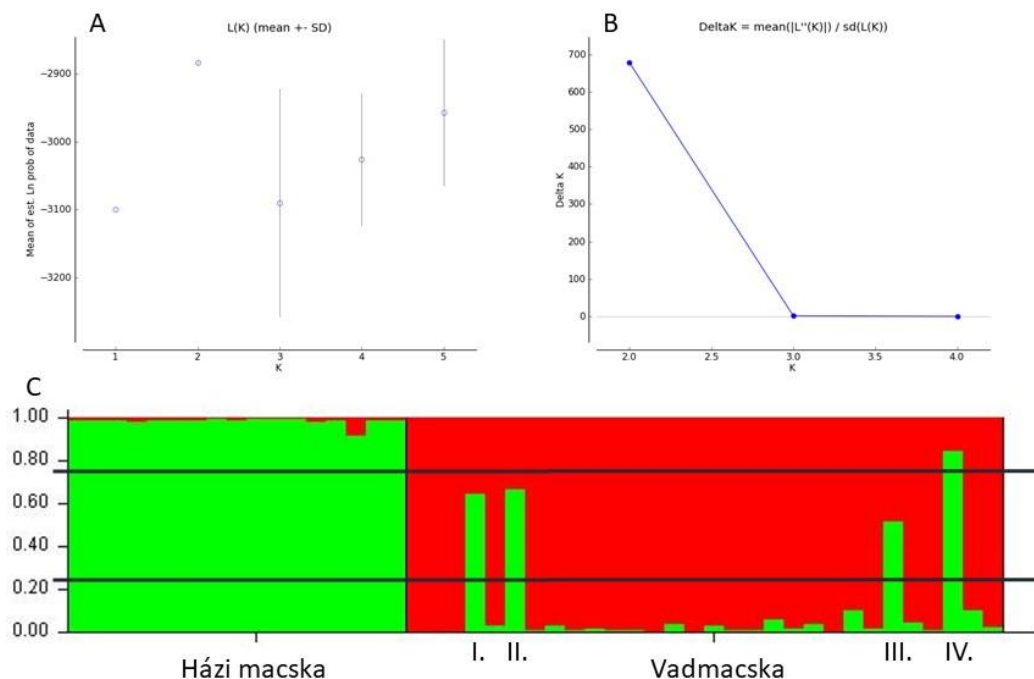 A
L(K) (mean +- SD)
Mean of est. Ln prob of data
−2900
−3000
−3100
−3200
1 2 3 4 5
K
B
DeltaK = mean(|L''(K)|) / sd(L(K))
Delta K
700
600
500
400
300
200
100
0
2.0 2.5 3.0 3.5 4.0
K
C
1.00
0.80
0.60
0.40
0.20
0.00
I. II. III. IV.
Házi macska Vadmacska